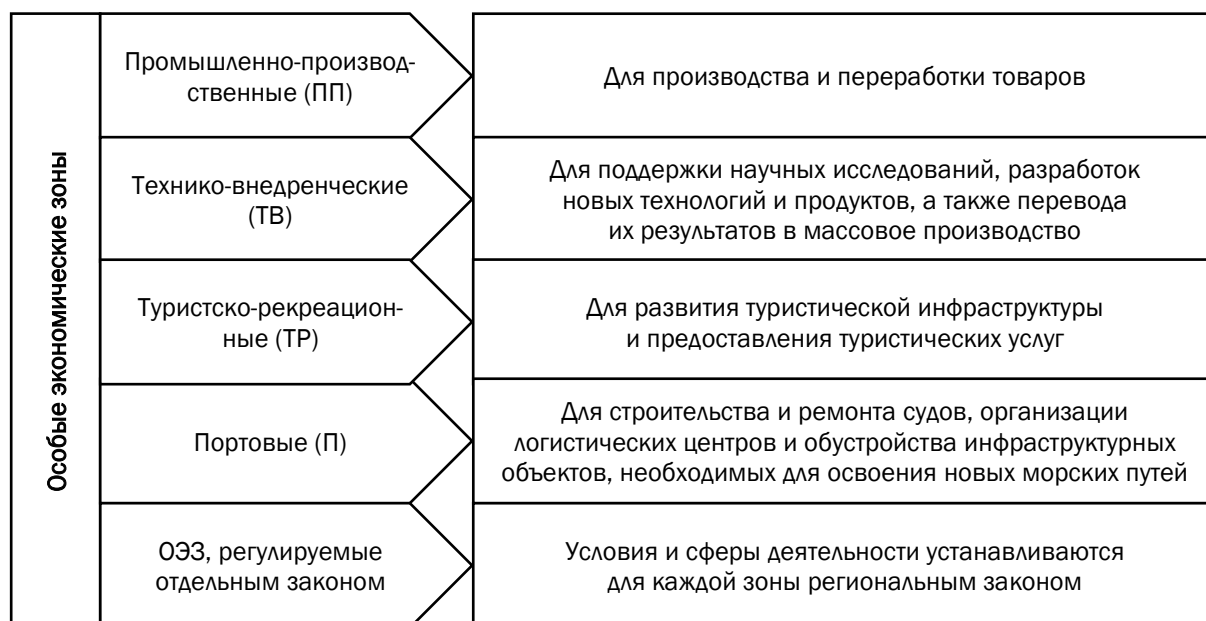 Особые экономические зоны
Промышленно-производ-
ственные (ПП)
Для производства и переработки товаров
Технико-внедренческие
(ТВ)
Для поддержки научных исследований, разработок
новых технологий и продуктов, а также перевода
их результатов в массовое производство
Туристско-рекреацион-
ные (ТР)
Для развития туристической инфраструктуры
и предоставления туристических услуг
Портовые (П)
Для строительства и ремонта судов, организации
логистических центров и обустройства инфраструктурных
объектов, необходимых для освоения новых морских путей
ОЭЗ, регулируемые
отдельным законом
Условия и сферы деятельности устанавливаются
для каждой зоны региональным законом